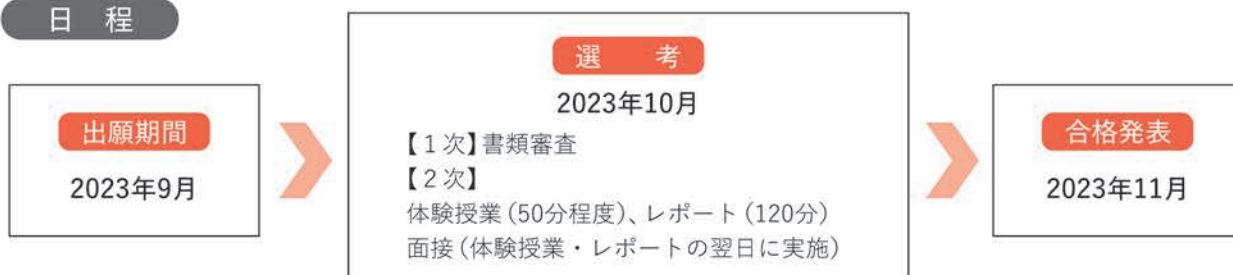 日 程
出願期間
2023年9月
選 考
2023年10月
【1次】書類審査
【2次】
体験授業(50分程度)、レポート(120分)
面接(体験授業・レポートの翌日に実施)
合格発表
2023年11月